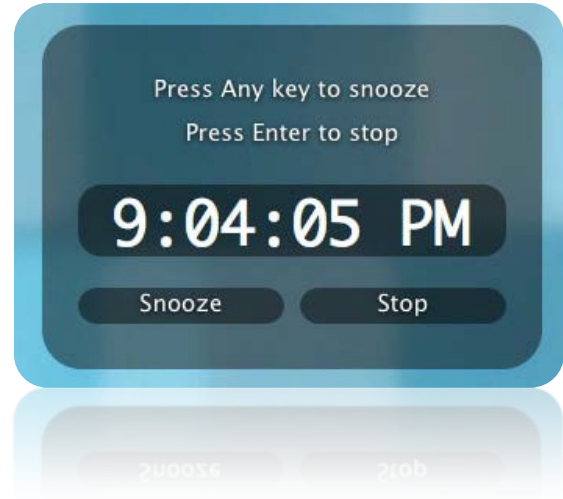 Press Any key to snooze
Press Enter to stop
9:04:05 PM
Snooze Stop